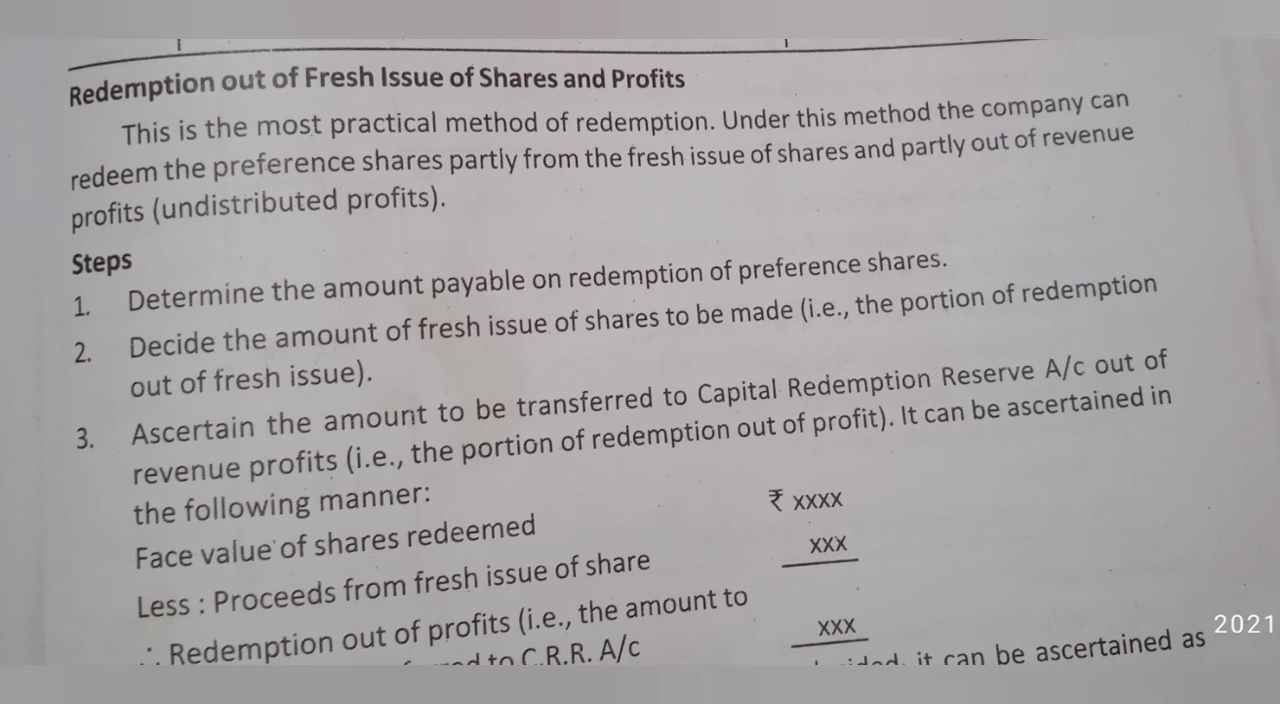 Redemption out of Fresh Issue of Shares and Profits
This is the most practical method of redemption. Under this method the company can
redeem the preference shares partly from the fresh issue of shares and partly out of revenue
profits (undistributed profits).
Steps
1. Determine the amount payable on redemption of preference shares.
2. Decide the amount of fresh issue of shares to be made (i.e., the portion of redemption
out of fresh issue).
3. Ascertain the amount to be transferred to Capital Redemption Reserve A/c out of
revenue profits (i.e., the portion of redemption out of profit). It can be ascertained in
the following manner:
Face value of shares redeemed ₹ xxxx
Less : Proceeds from fresh issue of share xxx
∴ Redemption out of profits (i.e., the amount to
to C.R.R. A/c xxx
it can be ascertained as
2021